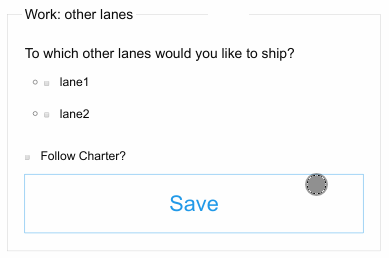 Work: other lanes
To which other lanes would you like to ship?
lane1
lane2
Follow Charter?
Save